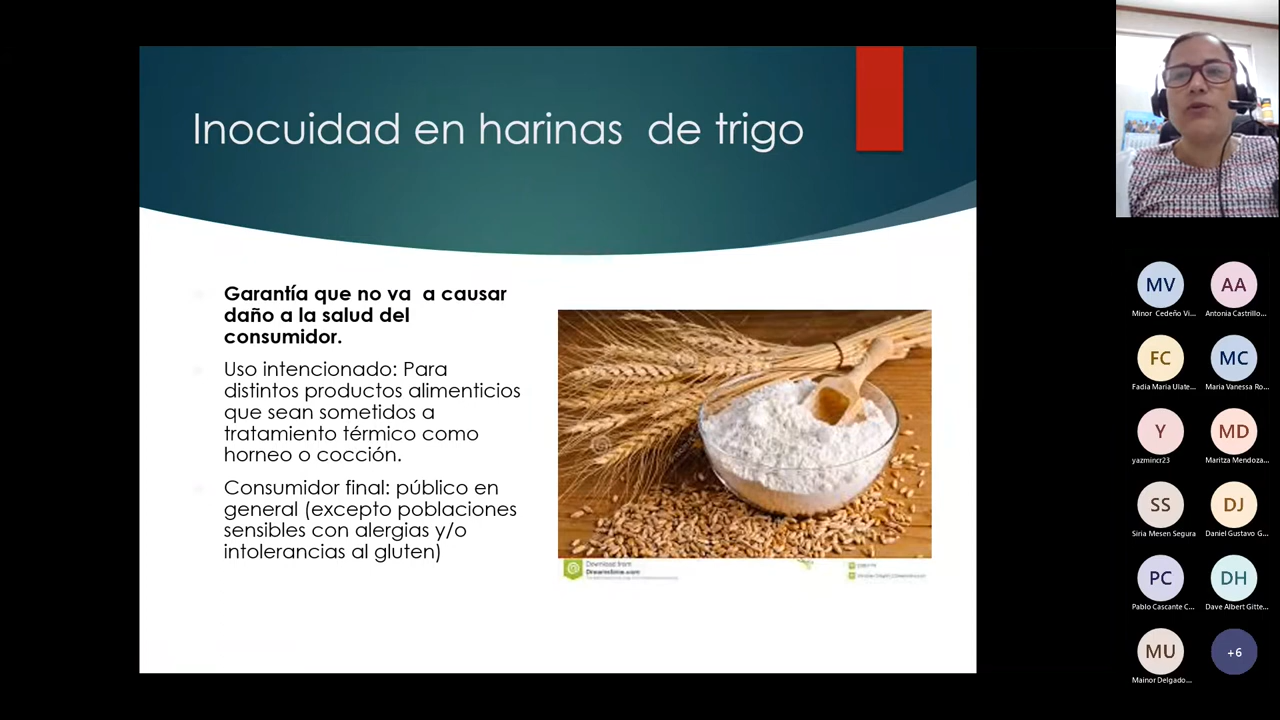 Inocuidad en harinas de trigo
Garantía que no va a causar
daño a la salud del
consumidor.
Uso intencionado: Para
distintos productos alimenticios
que sean sometidos a
tratamiento térmico como
horneo o cocción.
Consumidor final: público en
general (excepto poblaciones
sensibles con alergias y/o
intolerancias al gluten)
Download from
Dreamstime.com
MV AA
Minor Cedeño Vi... Antonia Castrillo...
FC MC
Fadia Maria Ulate... Maria Vanessa Ro...
Y MD
yazmincr23 Maritza Mendoza...
SS DJ
Siria Mesen Segura Daniel Gustavo G...
PC DH
Pablo Cascante C... Dave Albert Gitte...
MU +6
Mainor Delgado...